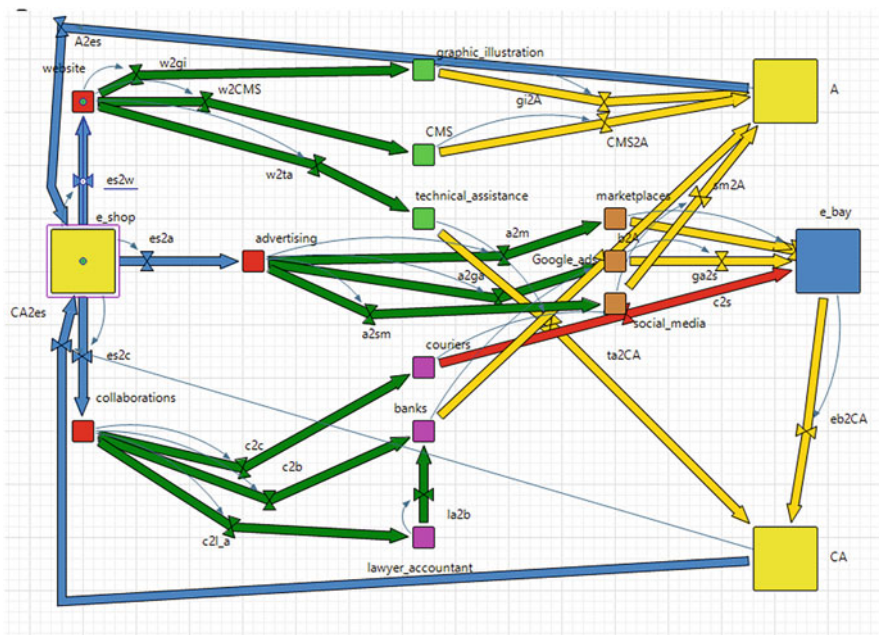 A2es
graphic_illustration
website
w2gi
A
w2CMS
gi2A
CMS
CMS2A
w2ta
es2w
technical_assistance
marketplaces
sm2A
e_shop
e_bay
es2a
advertising
a2m
b2A
Google_ads
a2ga
ga2s
CA2es
a2sm
c2s
social_media
es2c
couriers
ta2CA
collaborations
banks
eb2CA
c2c
c2b
la2b
c2l_a
CA
lawyer_accountant